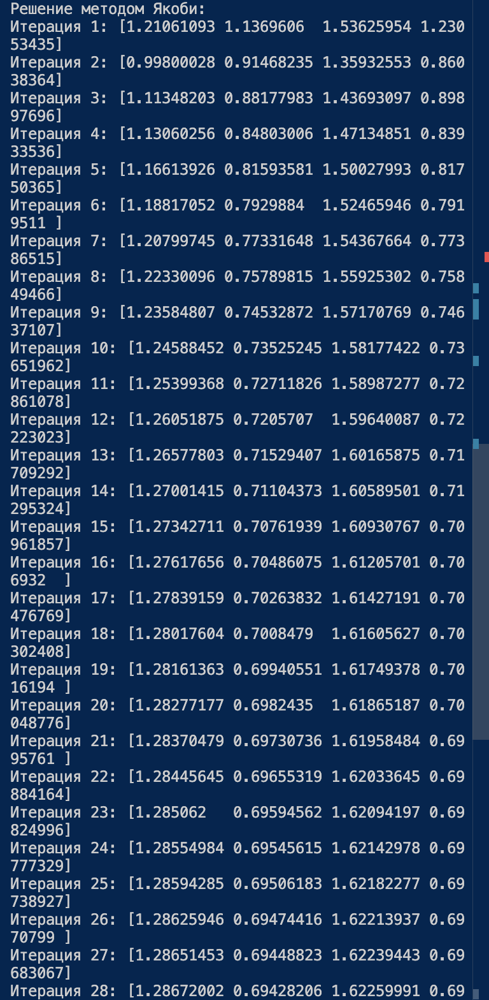 Решение методом Якоби:
Итерация 1: [1.21061093 1.1369606  1.53625954 1.230
53435]
Итерация 2: [0.99800028 0.91468235 1.35932553 0.860
38364]
Итерация 3: [1.11348203 0.88177983 1.43693097 0.898
97696]
Итерация 4: [1.13060256 0.84803006 1.47134851 0.839
33536]
Итерация 5: [1.16613926 0.81593581 1.50027993 0.817
50365]
Итерация 6: [1.18817052 0.7929884  1.52465946 0.791
9511 ]
Итерация 7: [1.20799745 0.77331648 1.54367664 0.773
86515]
Итерация 8: [1.22330096 0.75789815 1.55925302 0.758
49466]
Итерация 9: [1.23584807 0.74532872 1.57170769 0.746
37107]
Итерация 10: [1.24588452 0.73525245 1.58177422 0.73
651962]
Итерация 11: [1.25399368 0.72711826 1.58987277 0.72
861078]
Итерация 12: [1.26051875 0.7205707  1.59640087 0.72
223023]
Итерация 13: [1.26577803 0.71529407 1.60165875 0.71
709292]
Итерация 14: [1.27001415 0.71104373 1.60589501 0.71
295324]
Итерация 15: [1.27342711 0.70761939 1.60930767 0.70
961857]
Итерация 16: [1.27617656 0.70486075 1.61205701 0.70
6932  ]
Итерация 17: [1.27839159 0.70263832 1.61427191 0.70
476769]
Итерация 18: [1.28017604 0.7008479  1.61605627 0.70
302408]
Итерация 19: [1.28161363 0.69940551 1.61749378 0.70
16194 ]
Итерация 20: [1.28277177 0.6982435  1.61865187 0.70
048776]
Итерация 21: [1.28370479 0.69730736 1.61958484 0.69
95761 ]
Итерация 22: [1.28445645 0.69655319 1.62033645 0.69
884164]
Итерация 23: [1.285062   0.69594562 1.62094197 0.69
824996]
Итерация 24: [1.28554984 0.69545615 1.62142978 0.69
777329]
Итерация 25: [1.28594285 0.69506183 1.62182277 0.69
738927]
Итерация 26: [1.28625946 0.69474416 1.62213937 0.69
70799 ]
Итерация 27: [1.28651453 0.69448823 1.62239443 0.69
683067]
Итерация 28: [1.28672002 0.69428206 1.62259991 0.69